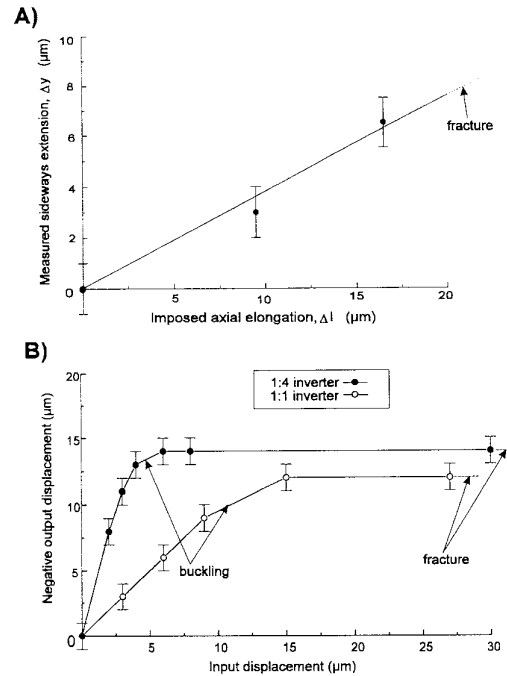 A)
10
8
6
4
2
0
Measured sideways extension, Δy (μm)
fracture
5
10
15
20
Imposed axial elongation, Δl (μm)
B)
20
15
10
5
0
Negative output displacement (μm)
1:4 inverter
1:1 inverter
buckling
fracture
5
10
15
20
25
30
Input displacement (μm)